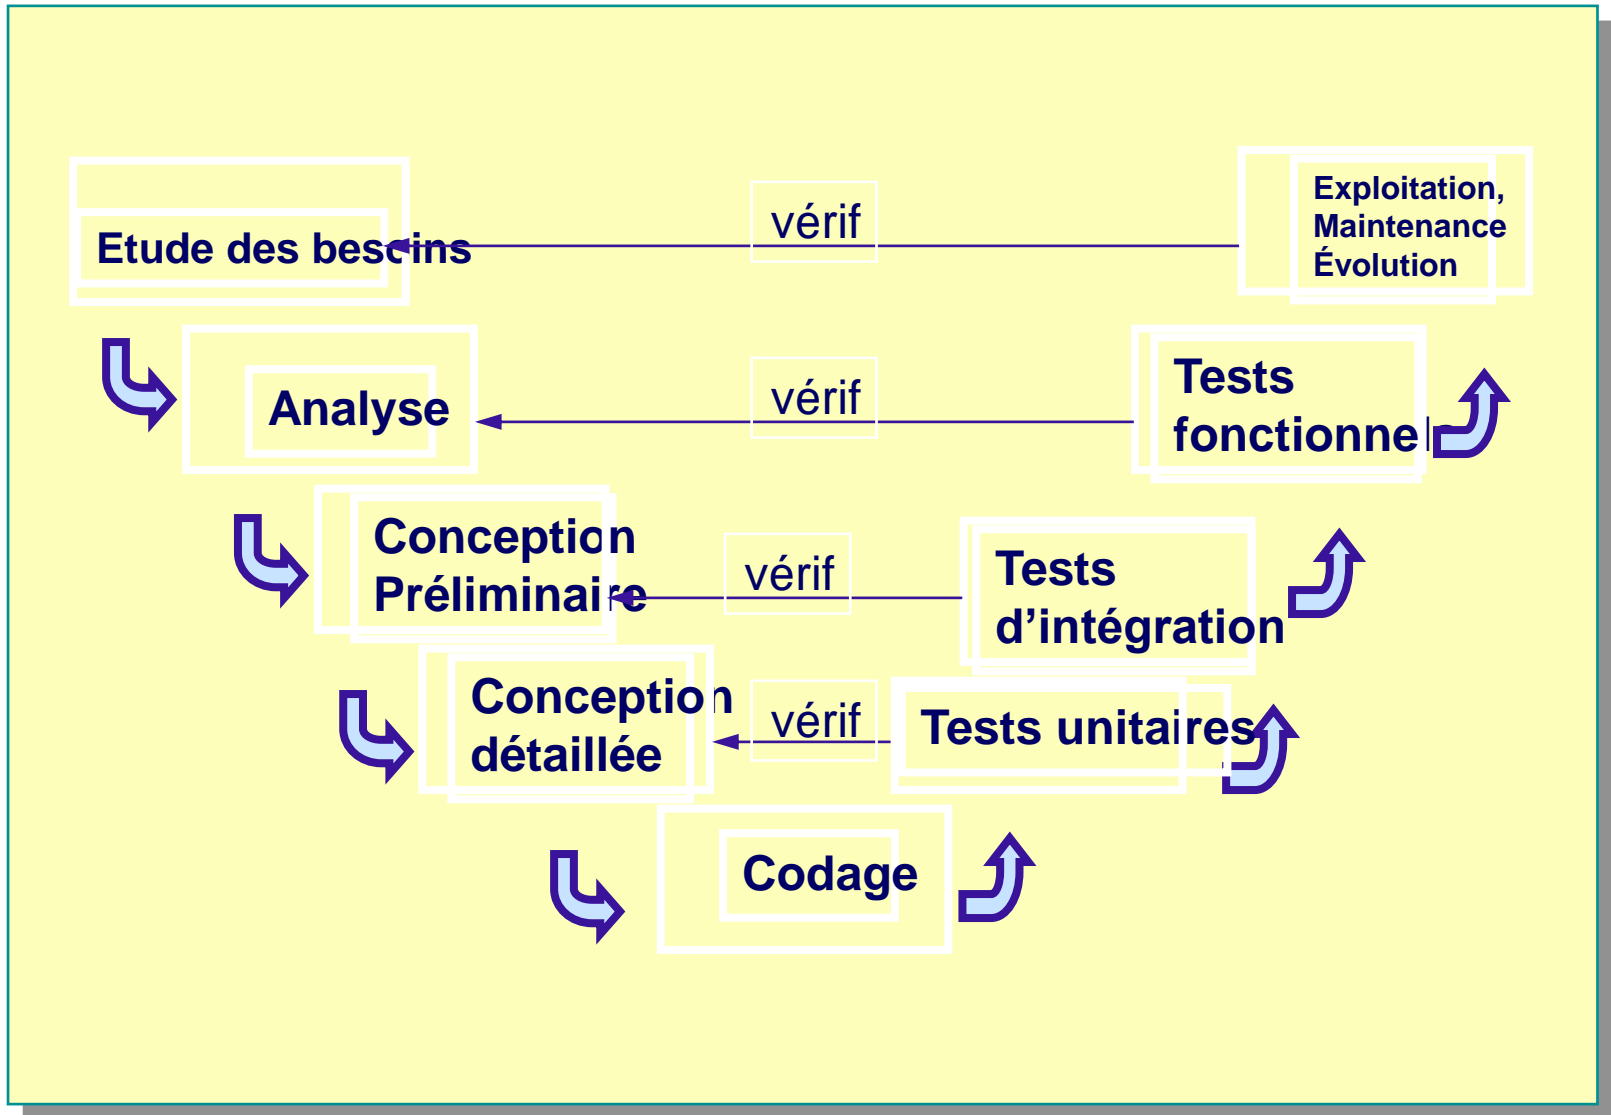 Etude des besoins
vérif
Exploitation,
Maintenance
Évolution
Analyse
vérif
Tests
fonctionnels
Conception
Préliminaire
vérif
Tests
d’intégration
Conception
détaillée
vérif
Tests unitaires
Codage